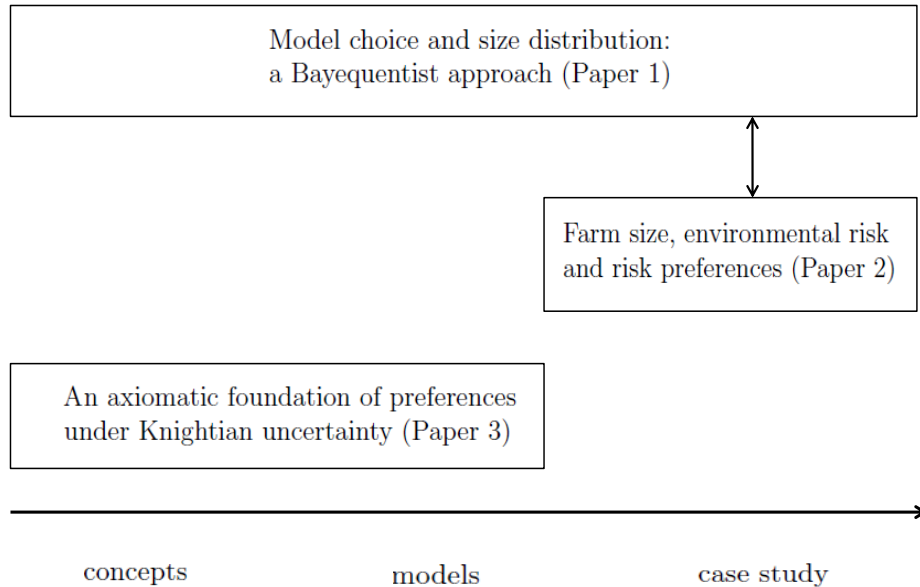 Model choice and size distribution:
a Bayequentist approach (Paper 1)
Farm size, environmental risk
and risk preferences (Paper 2)
An axiomatic foundation of preferences
under Knightian uncertainty (Paper 3)
concepts models case study